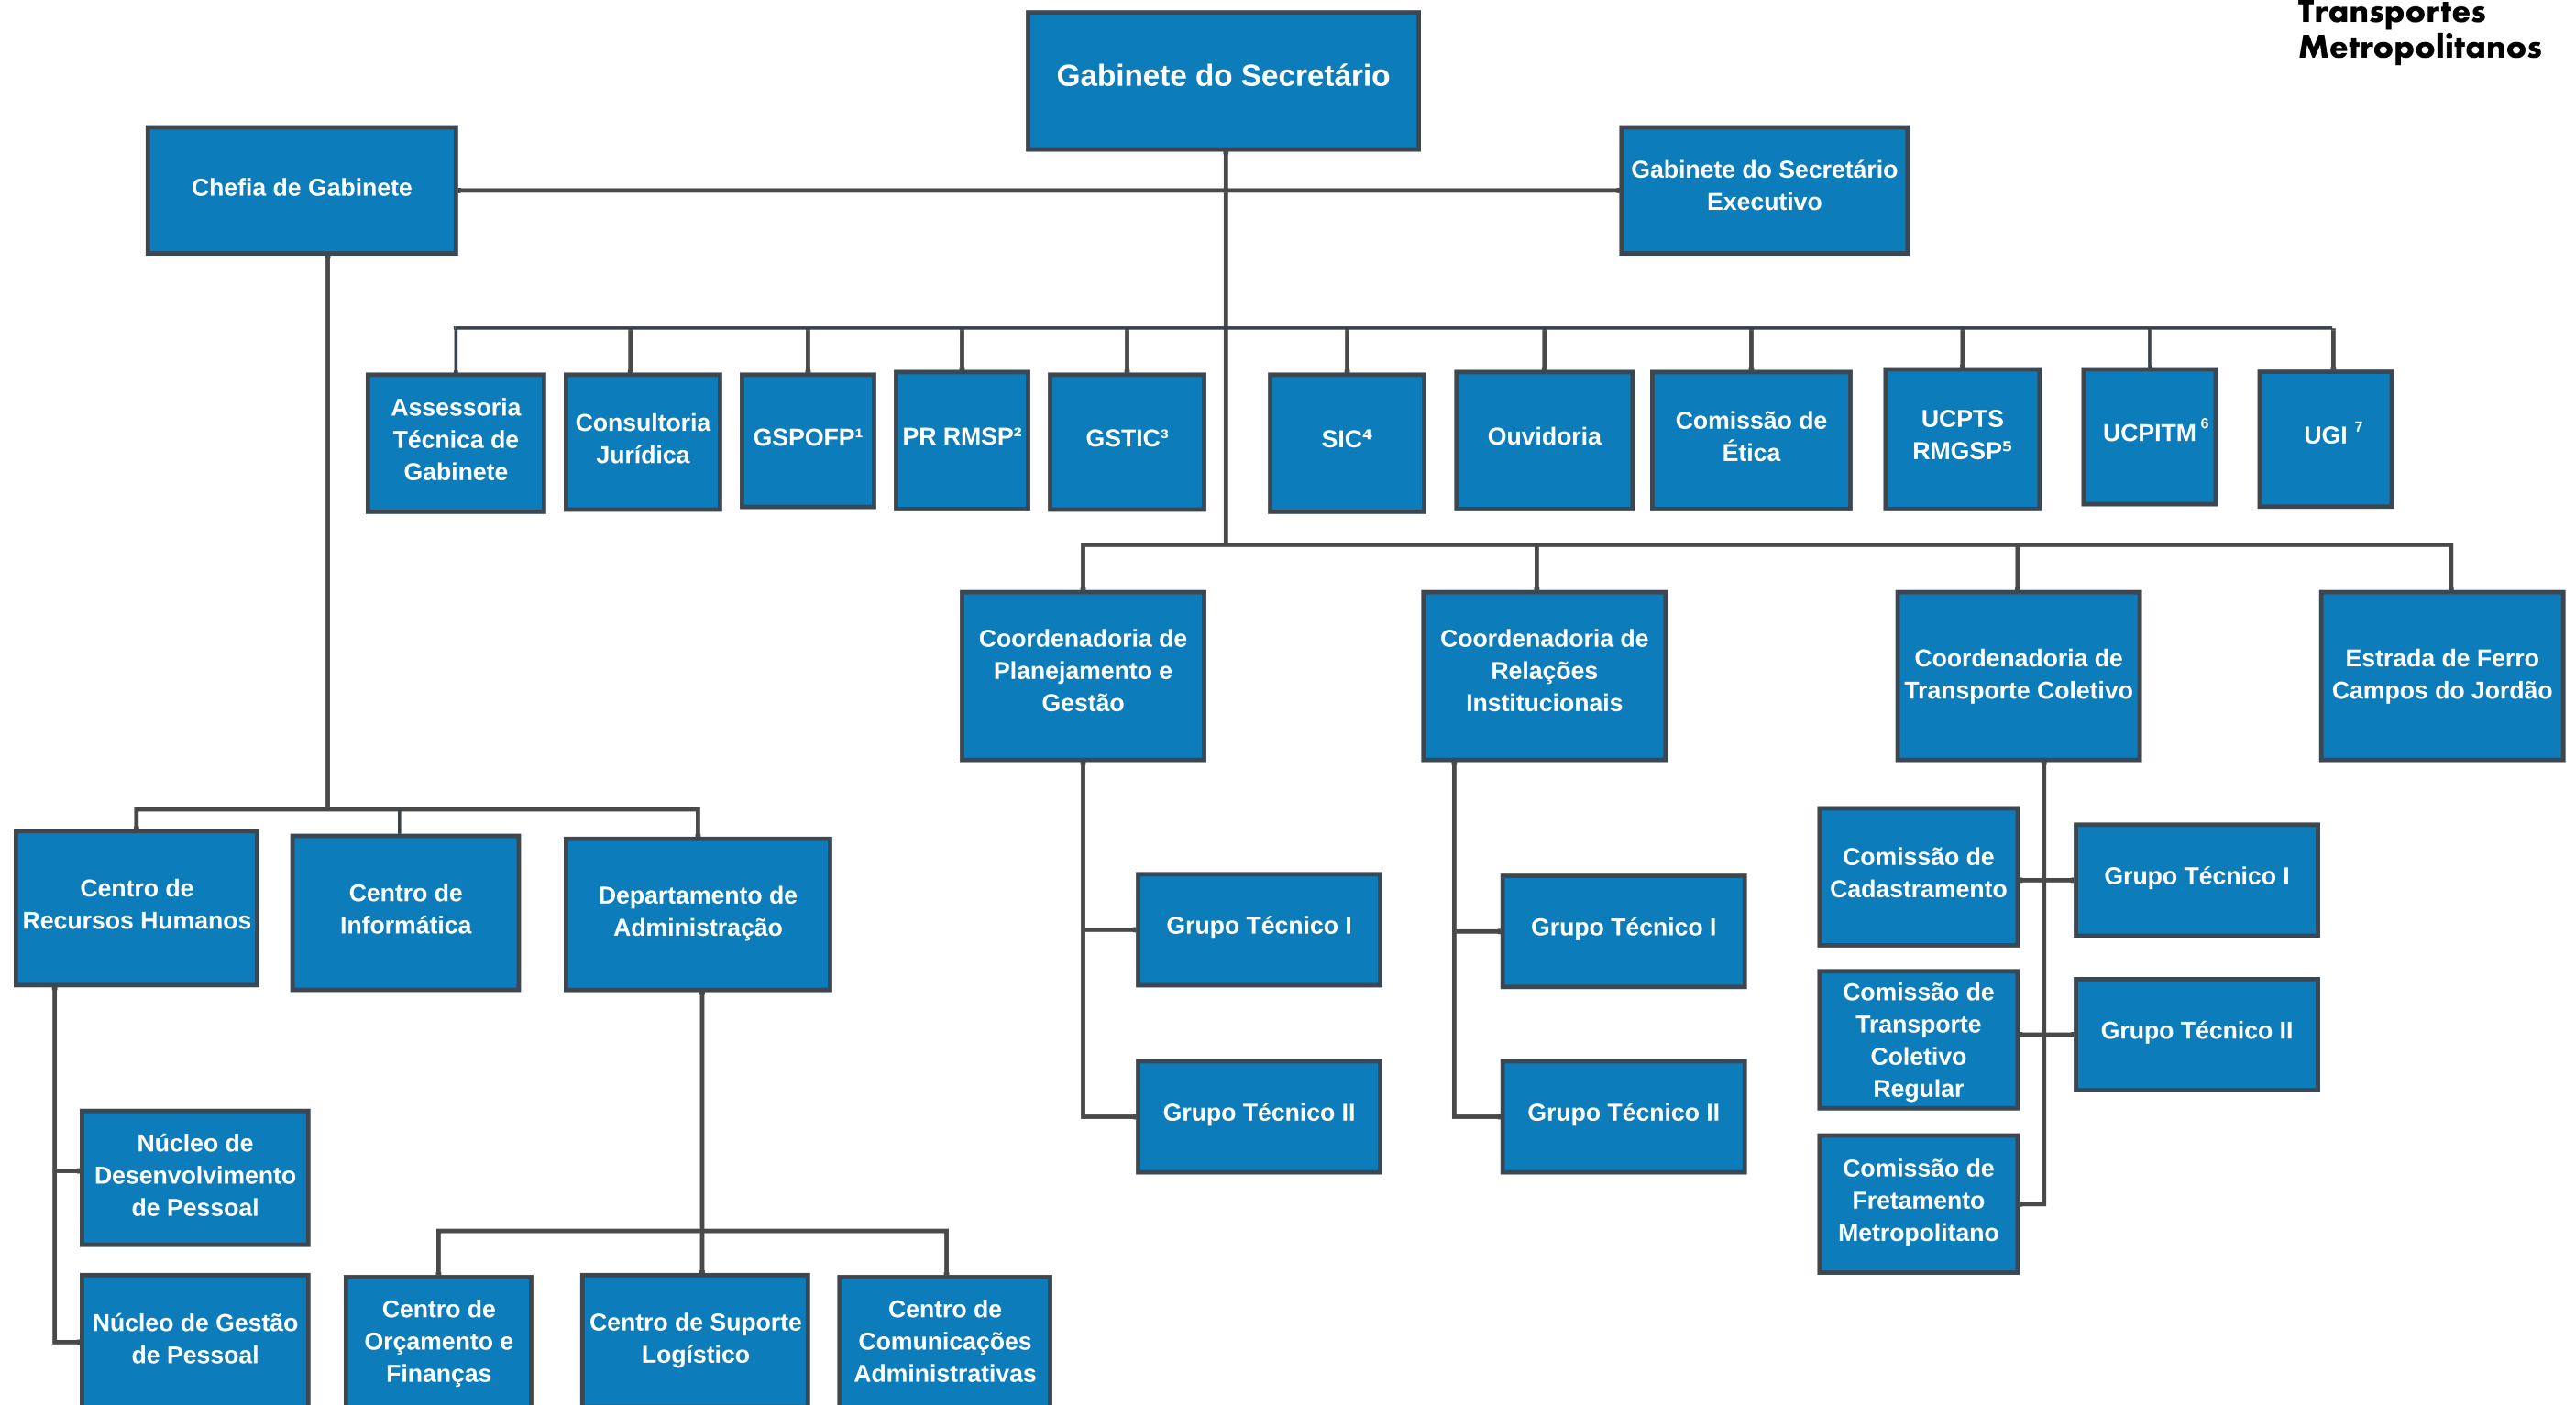 Transportes
Metropolitanos
Gabinete do Secretário
Chefia de Gabinete
Gabinete do Secretário
Executivo
Assessoria
Técnica de
Gabinete
Consultoria
Jurídica
GSPOFP¹
PR RMSP²
GSTIC³
SIC⁴
Ouvidoria
Comissão de
Ética
UCPTS
RMGSP⁵
UCPITM ⁶
UGI ⁷
Coordenadoria de
Planejamento e
Gestão
Coordenadoria de
Relações
Institucionais
Coordenadoria de
Transporte Coletivo
Estrada de Ferro
Campos do Jordão
Centro de
Recursos Humanos
Centro de
Informática
Departamento de
Administração
Grupo Técnico I
Grupo Técnico II
Grupo Técnico I
Grupo Técnico II
Comissão de
Cadastramento
Grupo Técnico I
Comissão de
Transporte
Coletivo
Regular
Grupo Técnico II
Comissão de
Fretamento
Metropolitano
Núcleo de
Desenvolvimento
de Pessoal
Núcleo de Gestão
de Pessoal
Centro de
Orçamento e
Finanças
Centro de Suporte
Logístico
Centro de
Comunicações
Administrativas